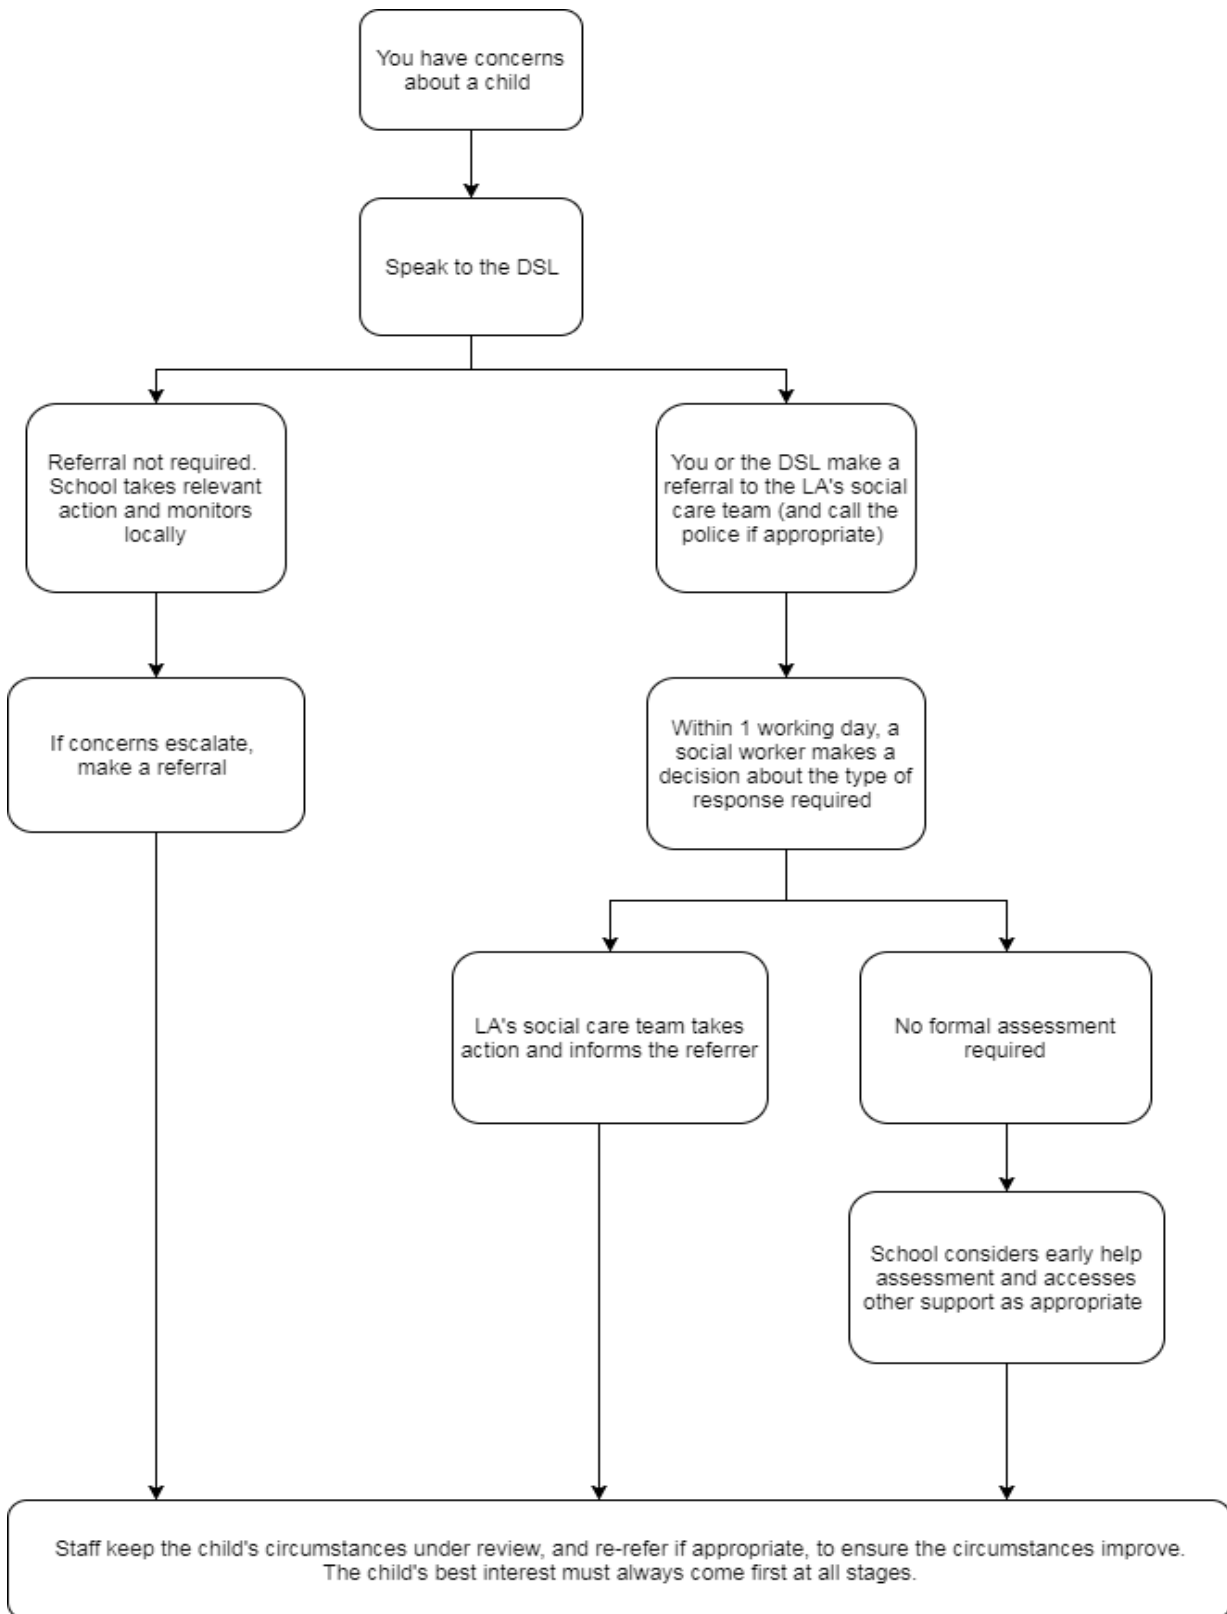 You have concerns
about a child
Speak to the DSL
Referral not required.
School takes relevant
action and monitors
locally
You or the DSL make a
referral to the LA's social
care team (and call the
police if appropriate)
If concerns escalate,
make a referral
Within 1 working day, a
social worker makes a
decision about the type of
response required
LA's social care team takes
action and informs the referrer
No formal assessment
required
School considers early help
assessment and accesses
other support as appropriate
Staff keep the child's circumstances under review, and re-refer if appropriate, to ensure the circumstances improve.
The child's best interest must always come first at all stages.